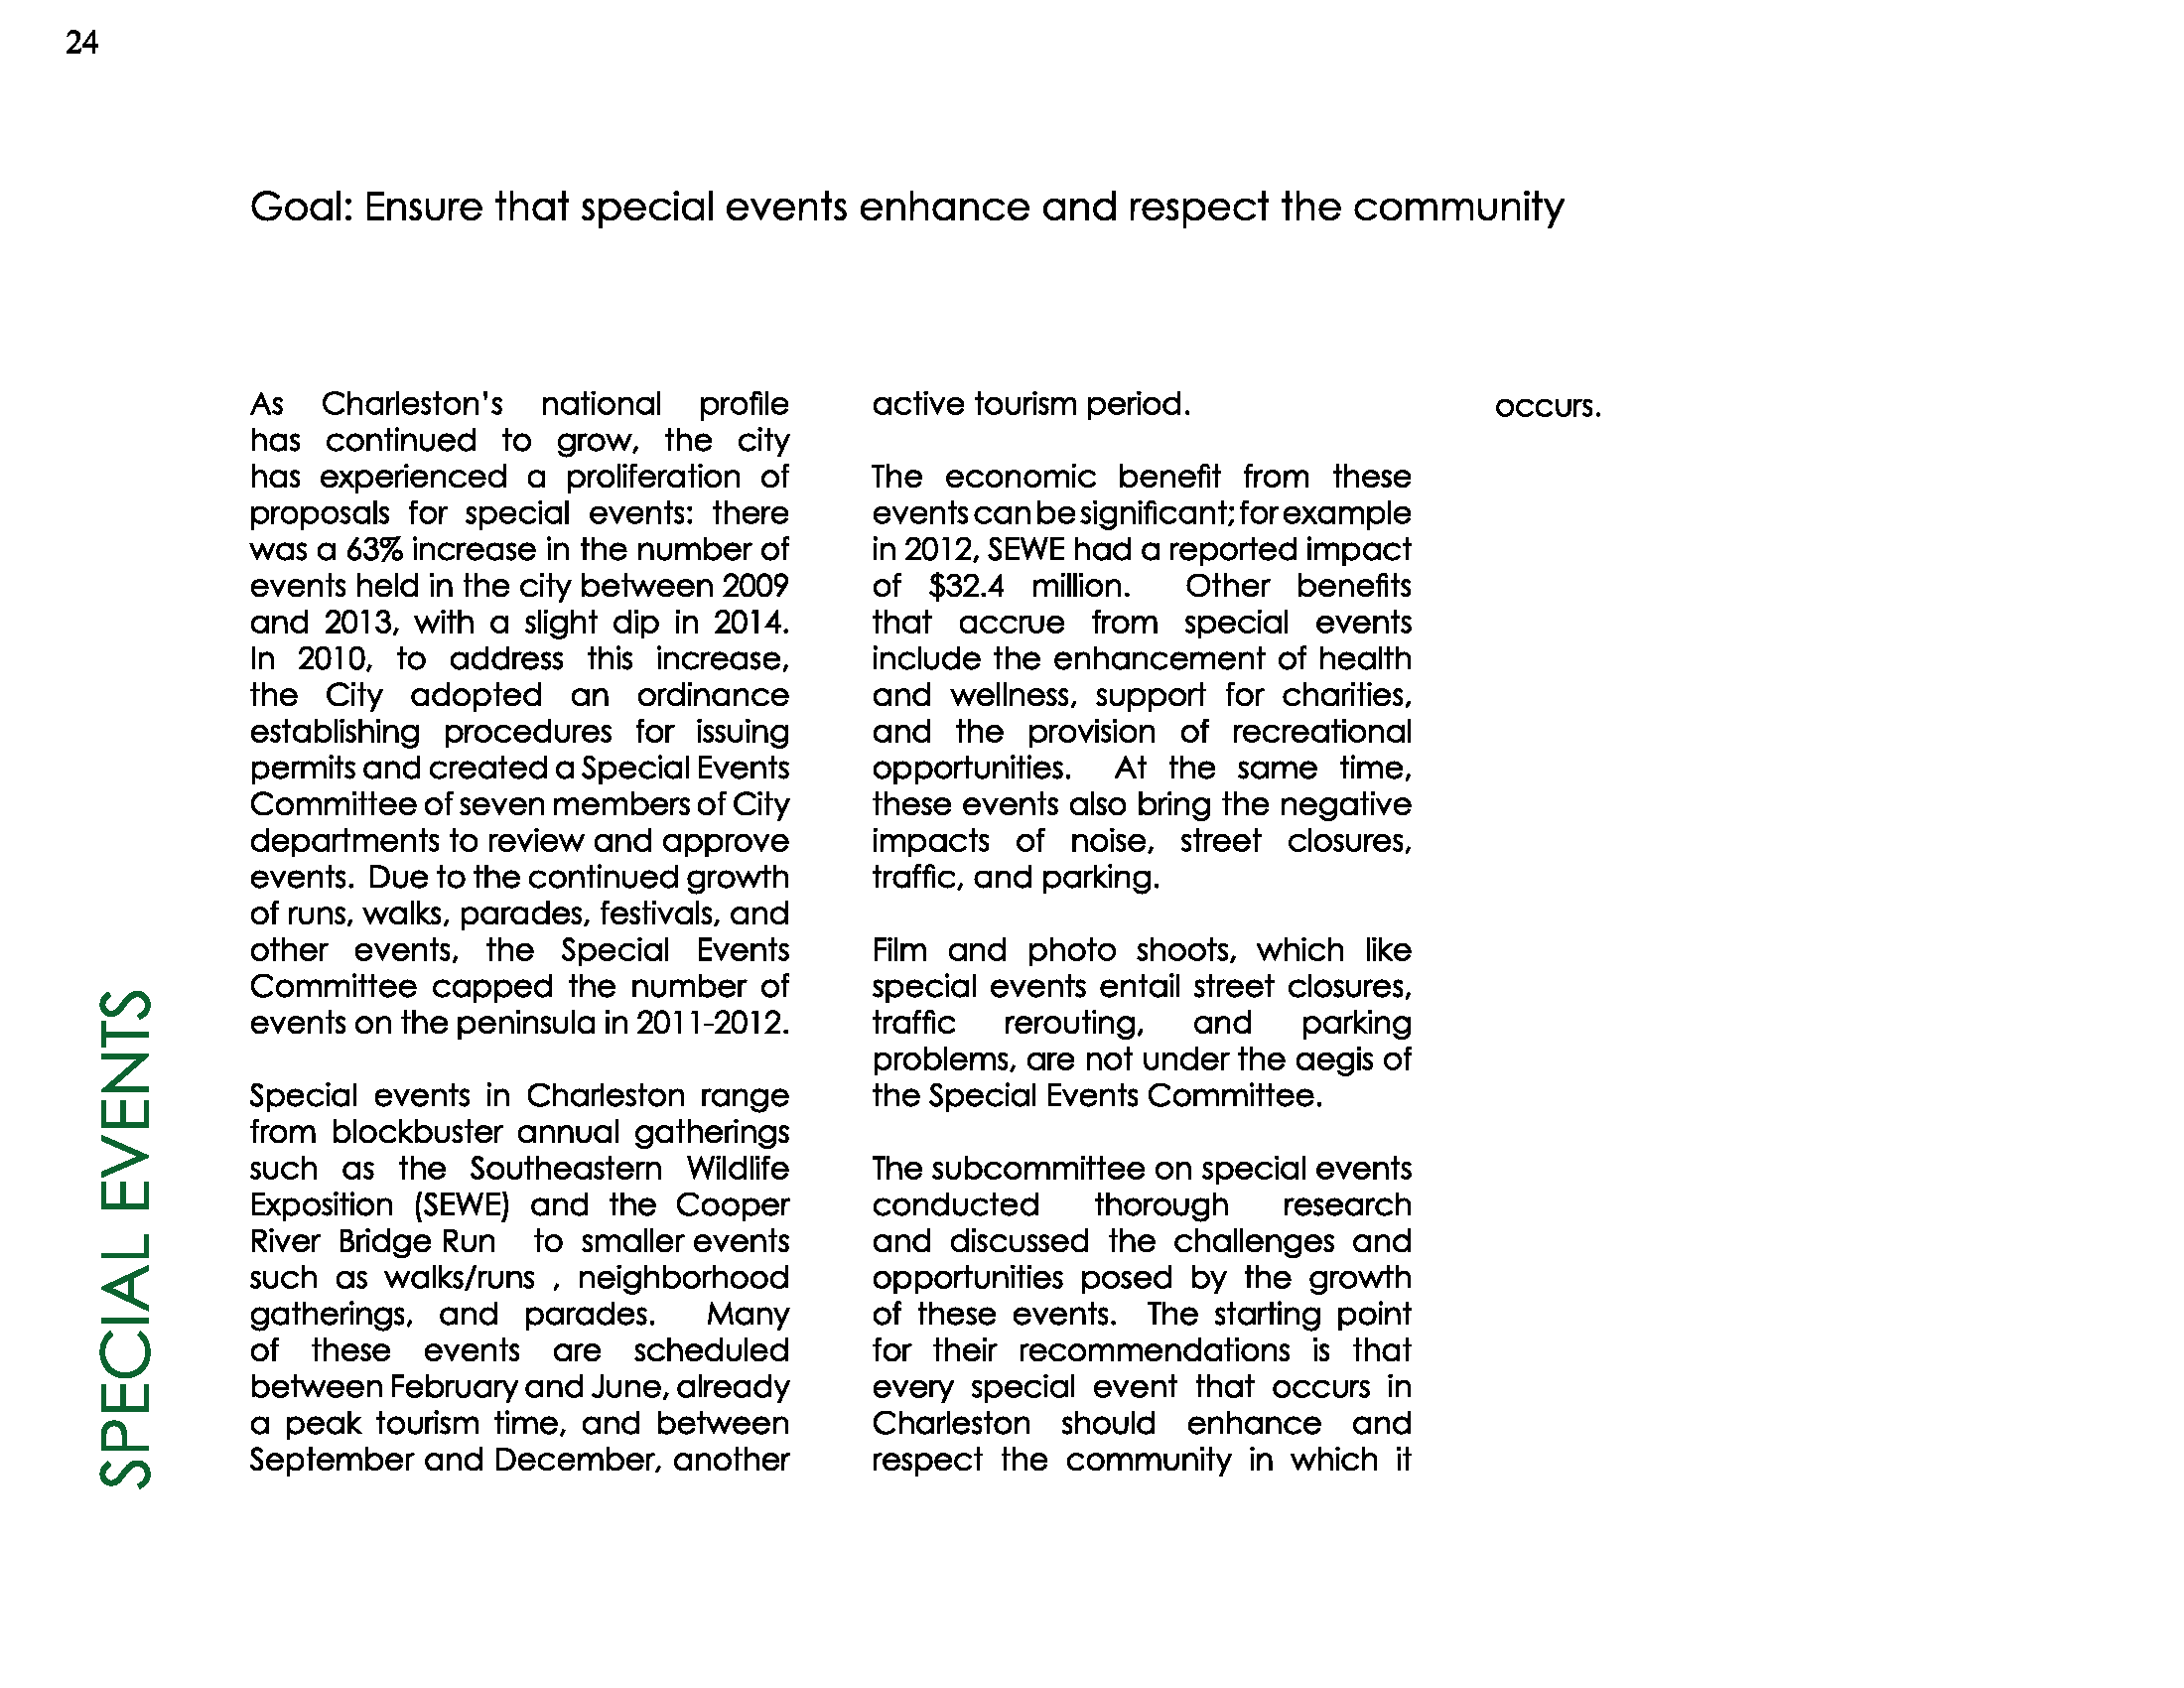 24
Goal: Ensure that special events enhance and respect the community
As Charleston's national profile
has continued to grow, the city
has experienced a proliferation of
proposals for special events: there
was a 63% increase in the number of
events held in the city between 2009
and 2013, with a slight dip in 2014.
In 2010, to address this increase,
the City adopted an ordinance
establishing procedures for issuing
permits and created a Special Events
Committee of seven members of City
departments to review and approve
events. Due to the continued growth
of runs, walks, parades, festivals, and
other events, the Special Events
Committee capped the number of
events on the peninsula in 2011-2012.
Special events in Charleston range
from blockbuster annual gatherings
such as the Southeastern Wildlife
Exposition (SEWE) and the Cooper
River Bridge Run to smaller events
such as walks/runs , neighborhood
gatherings, and parades. Many
of these events are scheduled
between February and June, already
a peak tourism time, and between
September and December, another
active tourism period.
The economic benefit from these
events can be significant; for example
in 2012, SEWE had a reported impact
of $32.4 million. Other benefits
that accrue from special events
include the enhancement of health
and wellness, support for charities,
and the provision of recreational
opportunities. At the same time,
these events also bring the negative
impacts of noise, street closures,
traffic, and parking.
Film and photo shoots, which like
special events entail street closures,
traffic rerouting, and parking
problems, are not under the aegis of
the Special Events Committee.
The subcommittee on special events
conducted thorough research
and discussed the challenges and
opportunities posed by the growth
of these events. The starting point
for their recommendations is that
every special event that occurs in
Charleston should enhance and
respect the community in which it
occurs.
SPECIAL EVENTS